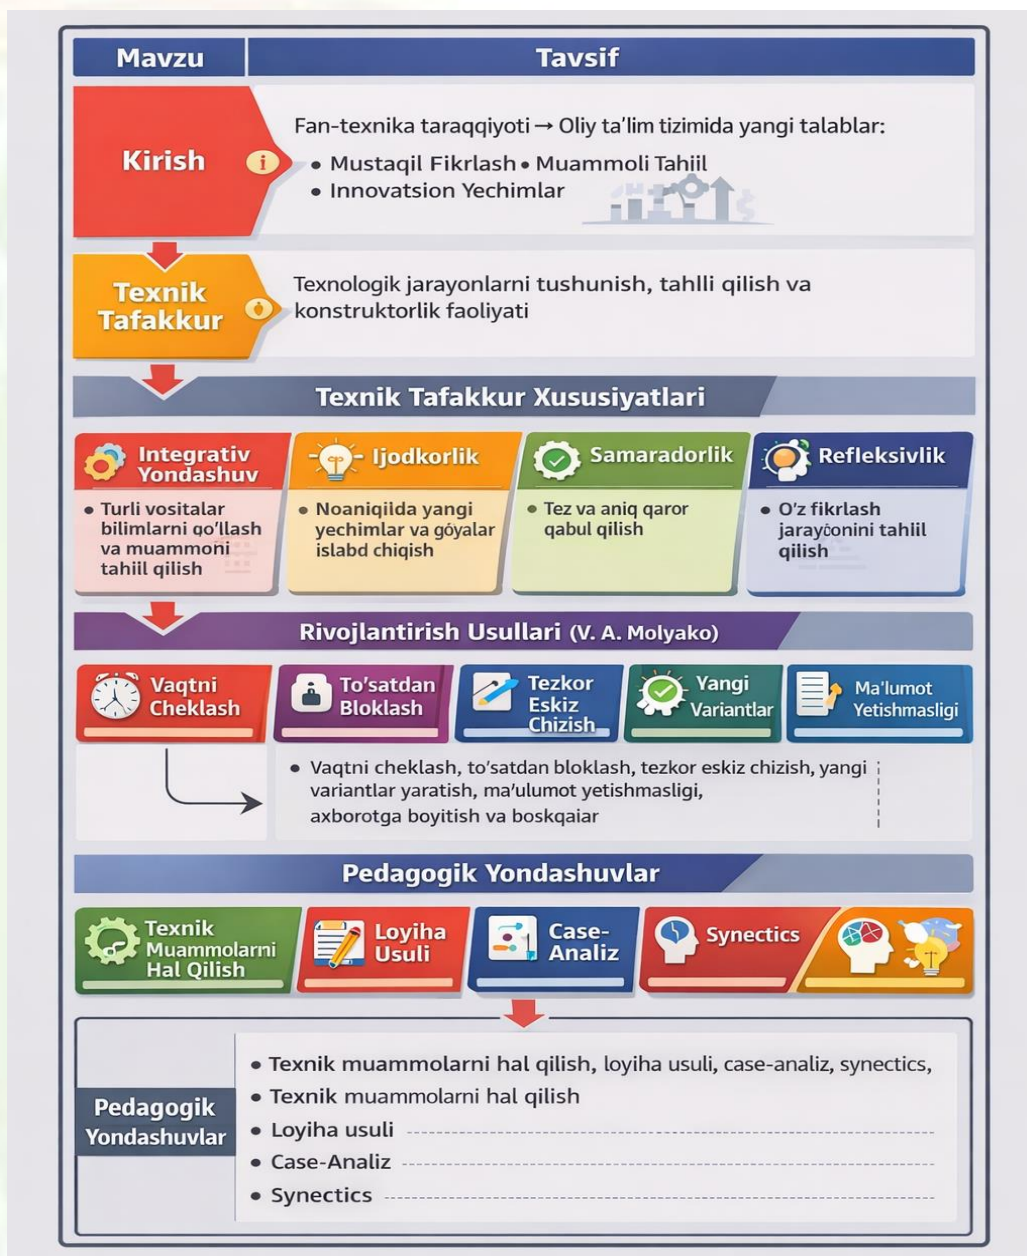 Mavzu
Tavsif
Kirish
i
Fan-texnika taraqqiyoti → Oliy ta'lim tizimida yangi talablar:
• Mustaqil Fikrlash • Muammoli Tahiil
• Innovatsion Yechimlar
Texnik
Tafakkur
Texnologik jarayonlarni tushunish, tahlli qilish va
konstruktorlik faoliyati
Texnik Tafakkur Xususiyatlari
Integrativ
Yondashuv
• Turli vositalar
bilimlarni qo'llash
va muammoni
tahiil qilish
Ijodkorlik
• Noaniqilda yangi
yechimlar va góyalar
islabd chiqish
Samaradorlik
• Tez va aniq qaror
qabul qilish
Refleksivlik
• O'z fikrlash
jarayȯonini tahlil
qilish
Rivojlantirish Usullari (V. A. Molyako)
Vaqtni
Cheklash
To'satdan
Bloklash
Tezkor
Eskiz
Chizish
Yangi
Variantlar
Ma'lumot
Yetishmasligi
• Vaqtni cheklash, to'satdan bloklash, tezkor eskiz chizish, yangi
variantlar yaratish, ma'ulumot yetishmasligi,
axborotga boyitish va boskqaiar
Pedagogik Yondashuvlar
Texnik
Muammolarni
Hal Qilish
Loyiha
Usuli
Case-
Analiz
Synectics
Pedagogik
Yondashuvlar
• Texnik muammolarni hal qilish, loyiha usuli, case-analiz, synectics,
• Texnik muammolarni hal qilish
• Loyiha usuli
• Case-Analiz
• Synectics